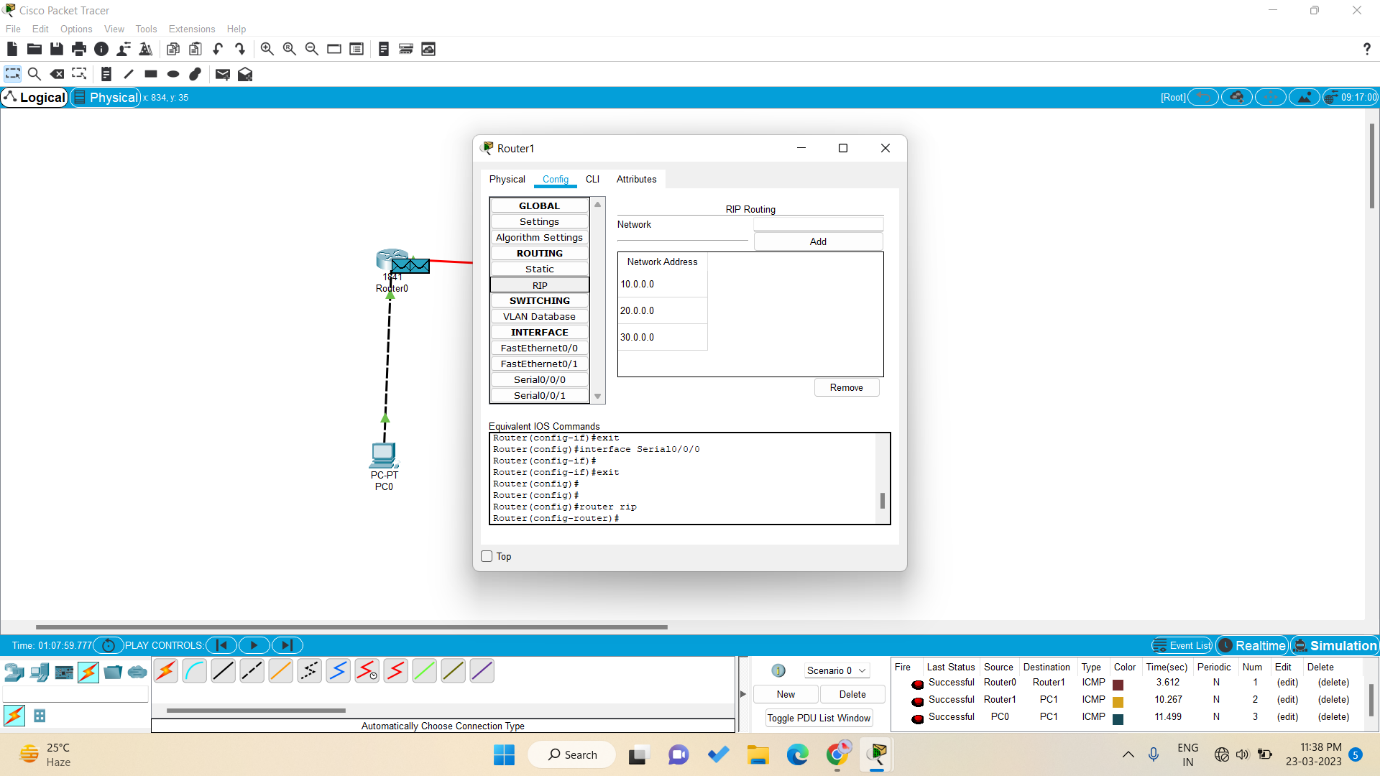 Cisco Packet Tracer
File Edit Options View Tools Extensions Help
?
Logical Physical x: 834, y: 35 [Root] 09:17:00
Router1
Physical Config CLI Attributes
GLOBAL
Settings
Algorithm Settings
ROUTING
Static
RIP
SWITCHING
VLAN Database
INTERFACE
FastEthernet0/0
FastEthernet0/1
Serial0/0/0
Serial0/0/1
RIP Routing
Network
Add
Network Address
10.0.0.0
20.0.0.0
30.0.0.0
Remove
Equivalent IOS Commands
Router(config-if)#exit
Router(config)#interface Serial0/0/0
Router(config-if)#
Router(config-if)#exit
Router(config)#
Router(config)#
Router(config)#router rip
Router(config-router)#
Top
1841
Router0
PC-PT
PC0
Time: 01:07:59.777 PLAY CONTROLS: Event List Realtime Simulation
Automatically Choose Connection Type
Scenario 0
New Delete
Toggle PDU List Window
Fire Last Status Source Destination Type Color Time(sec) Periodic Num Edit Delete
Successful Router0 Router1 ICMP 3.612 N 1 (edit) (delete)
Successful Router1 PC1 ICMP 10.267 N 2 (edit) (delete)
Successful PC0 PC1 ICMP 11.499 N 3 (edit) (delete)
25°C
Haze
Search
ENG
IN
11:38 PM
23-03-2023
5